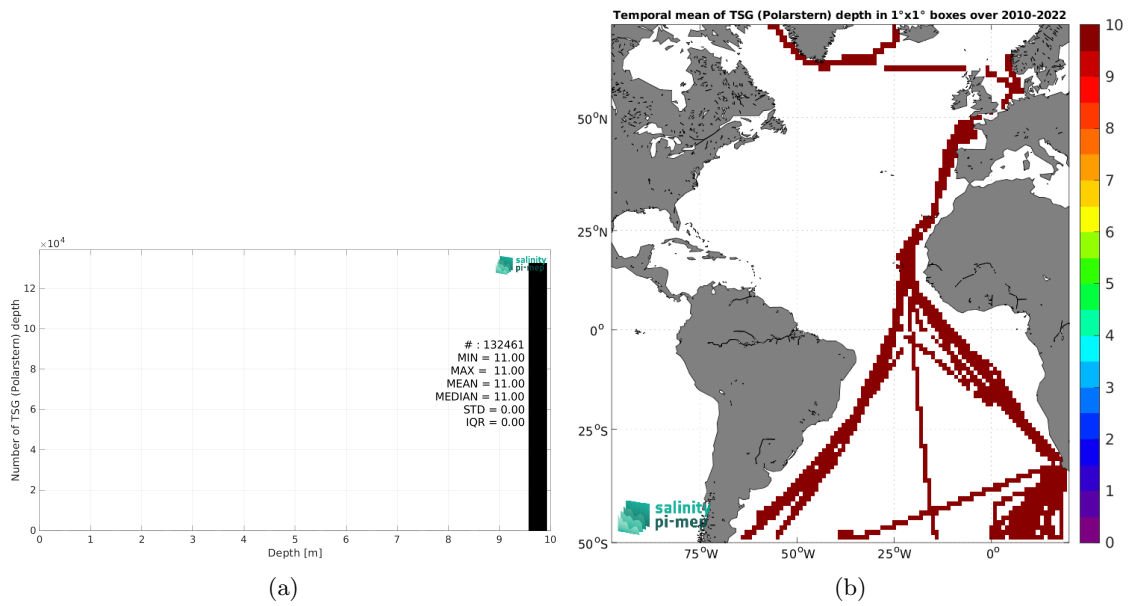 ×10⁴
Number of TSG (Polarstern) depth
12
10
8
6
4
2
0
0 1 2 3 4 5 6 7 8 9 10
Depth [m]
salinity
pi-mep
# : 132461
MIN = 11.00
MAX = 11.00
MEAN = 11.00
MEDIAN = 11.00
STD = 0.00
IQR = 0.00
(a)
Temporal mean of TSG (Polarstern) depth in 1°x1° boxes over 2010-2022
50°N
25°N
0°
25°S
50°S
75°W 50°W 25°W 0°
salinity
pi-mep
10
9
8
7
6
5
4
3
2
1
0
(b)